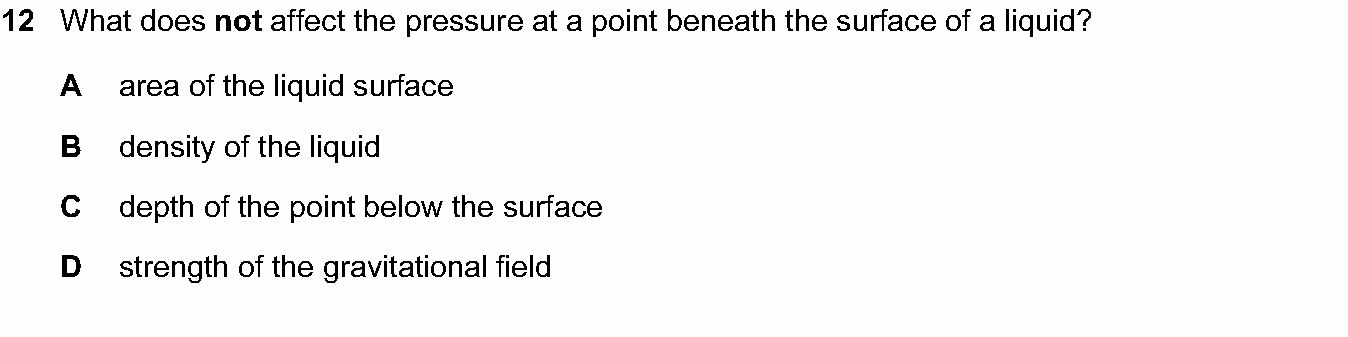 12 What does not affect the pressure at a point beneath the surface of a liquid?
A area of the liquid surface
B density of the liquid
C depth of the point below the surface
D strength of the gravitational field